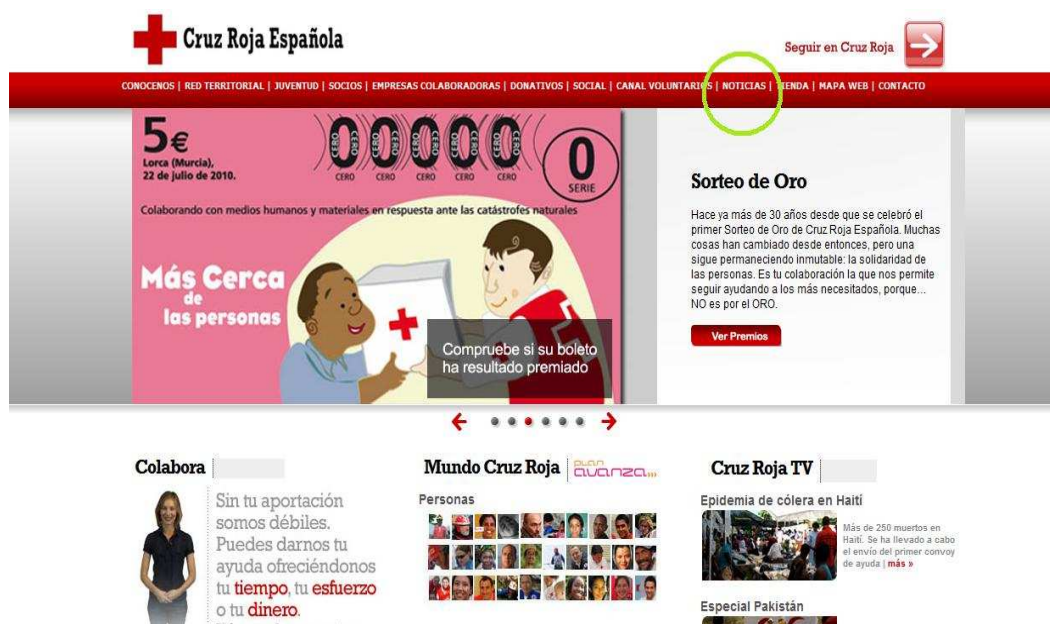 Cruz Roja Española
Seguir en Cruz Roja
CONOCENOS | RED TERRITORIAL | JUVENTUD | SOCIOS | EMPRESAS COLABORADORAS | DONATIVOS | SOCIAL | CANAL VOLUNTARIOS | NOTICIAS | TIENDA | MAPA WEB | CONTACTO
5€
Lorca (Murcia),
22 de julio de 2010.
00000
CERO CERO CERO CERO CERO
0
SERIE
Colaborando con medios humanos y materiales en respuesta ante las catástrofes naturales
Más Cerca
de
las personas
Compruebe si su boleto
ha resultado premiado
Sorteo de Oro
Hace ya más de 30 años desde que se celebró el
primer Sorteo de Oro de Cruz Roja Española. Muchas
cosas han cambiado desde entonces, pero una
sigue permaneciendo inmutable: la solidaridad de
las personas. Es tu colaboración la que nos permite
seguir ayudando a los más necesitados, porque...
NO es por el ORO.
Ver Premios
Colabora
Sin tu aportación
somos débiles.
Puedes darnos tu
ayuda ofreciéndonos
tu tiempo, tu esfuerzo
o tu dinero.
Mundo Cruz Roja
plan
avanza
Personas
Cruz Roja TV
Epidemia de cólera en Haití
Más de 250 muertos en
Haití. Se ha llevado a cabo
el envío del primer convoy
de ayuda | más »
Especial Pakistán